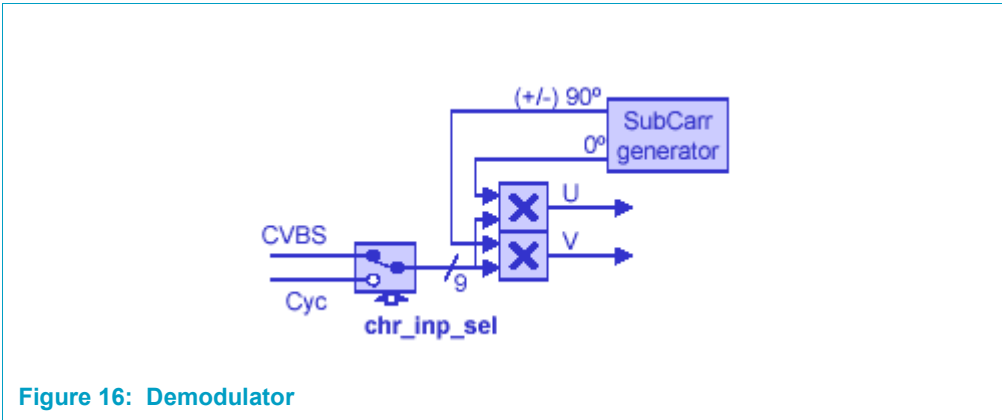 (+/-) 90º
SubCarr
generator
0º
U
V
CVBS
9
Cyc
chr_inp_sel
Figure 16: Demodulator